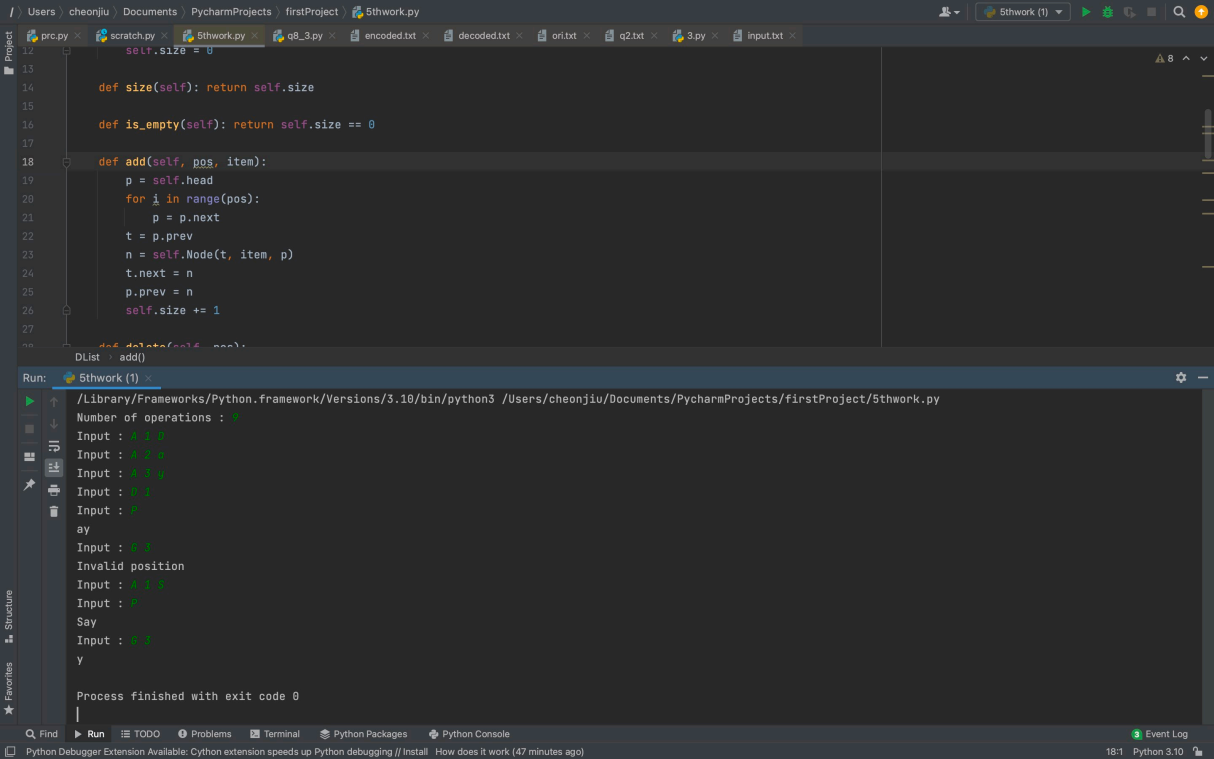 / Users 〉 cheonjiu 〉 Documents 〉 PycharmProjects 〉 firstProject 〉 5thwork.py
5thwork (1)
Project
prc.py × scratch.py × 5thwork.py × q8_3.py × encoded.txt × decoded.txt × ori.txt × q2.txt × 3.py × input.txt ×
12 self.size = 0
8
13
14 def size(self): return self.size
15
16 def is_empty(self): return self.size == 0
17
18 def add(self, pos, item):
19 p = self.head
20 for i in range(pos):
21 p = p.next
22 t = p.prev
23 n = self.Node(t, item, p)
24 t.next = n
25 p.prev = n
26 self.size += 1
27
28 def delete(self, pos):
DList 〉 add()
Run: 5thwork (1) ×
/Library/Frameworks/Python.framework/Versions/3.10/bin/python3 /Users/cheonjiu/Documents/PycharmProjects/firstProject/5thwork.py
Number of operations : 9
Input : A 1 D
Input : A 2 a
Input : A 3 y
Input : D 1
Input : P
ay
Input : G 3
Invalid position
Input : A 1 S
Input : P
Say
Input : G 3
y
Process finished with exit code 0
Structure
Favorites
Find Run TODO Problems Terminal Python Packages Python Console
3 Event Log
Python Debugger Extension Available: Cython extension speeds up Python debugging // Install How does it work (47 minutes ago)
18:1 Python 3.10